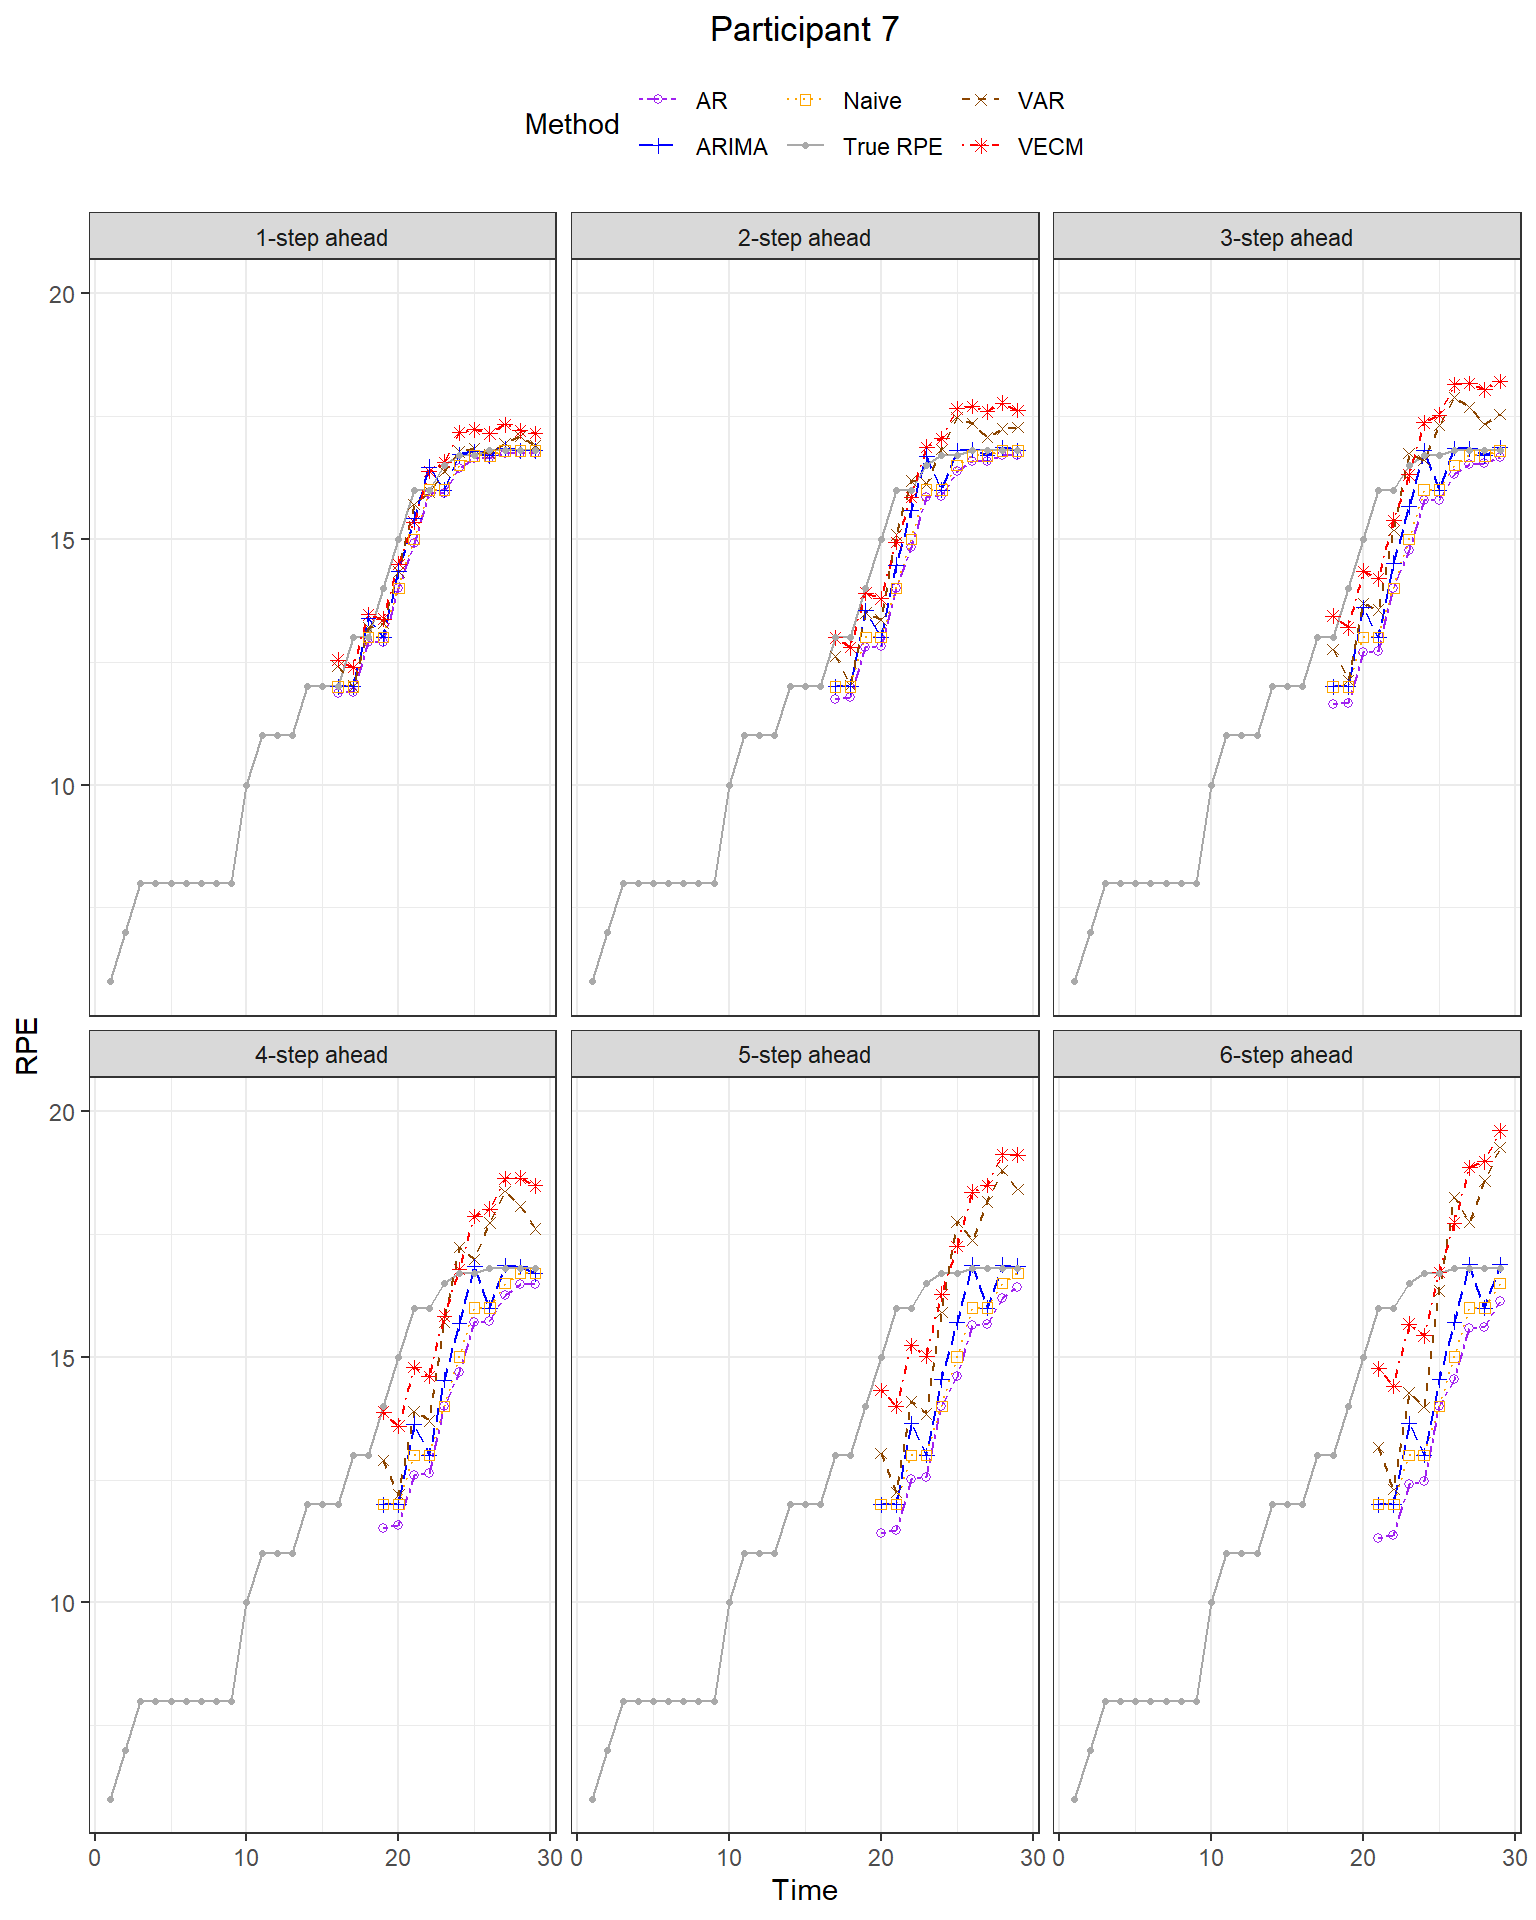 Participant 7
Method
AR
Naive
VAR
ARIMA
True RPE
VECM
1-step ahead
2-step ahead
3-step ahead
20
15
10
RPE
4-step ahead
5-step ahead
6-step ahead
20
15
10
0 10 20 30
0 10 20 30
0 10 20 30
Time